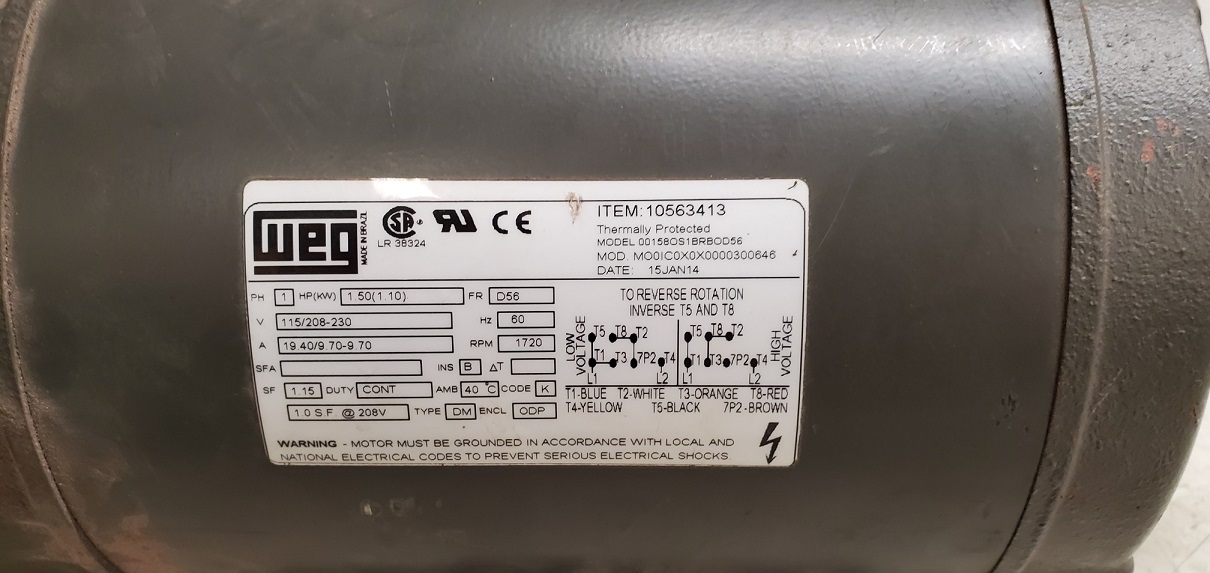 WEG
MADE IN BRAZIL
SA
LR 38324
CE
ITEM:10563413
Thermally Protected
MODEL 00158OS1BRBOD56
MOD. MO0IC0X0X0000300646
DATE: 15JAN14
PH 1 HP(KW) 1.50(1.10) FR D56
V 115/208-230 Hz 60
A 19.40/9.70-9.70 RPM 1720
SFA INS B ΔT
SF 1.15 DUTY CONT AMB 40 °C CODE K
1.0 S.F. @ 208V TYPE DM ENCL ODP
TO REVERSE ROTATION
INVERSE T5 AND T8
LOW VOLTAGE
T5 T8 T2
T1 T3 7P2 T4
L1 L2
T5 T8 T2
T1 T3 7P2 T4
L1 L2
HIGH VOLTAGE
T1-BLUE T2-WHITE T3-ORANGE T8-RED
T4-YELLOW T5-BLACK 7P2-BROWN
WARNING - MOTOR MUST BE GROUNDED IN ACCORDANCE WITH LOCAL AND
NATIONAL ELECTRICAL CODES TO PREVENT SERIOUS ELECTRICAL SHOCKS.